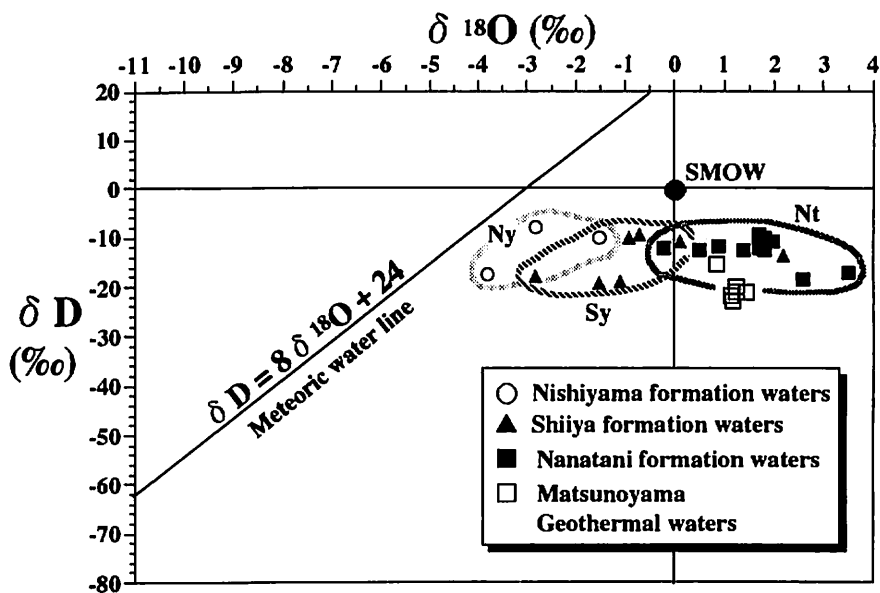 δ 18O (‰)
-11 -10 -9 -8 -7 -6 -5 -4 -3 -2 -1 0 1 2 3 4
20
10
0
-10
-20
-30
-40
-50
-60
-70
-80
δ D
(‰)
SMOW
Nt
Ny
Sy
δ D = 8 δ 18O + 24
Meteoric water line
Nishiyama formation waters
Shiiya formation waters
Nanatani formation waters
Matsunoyama
Geothermal waters